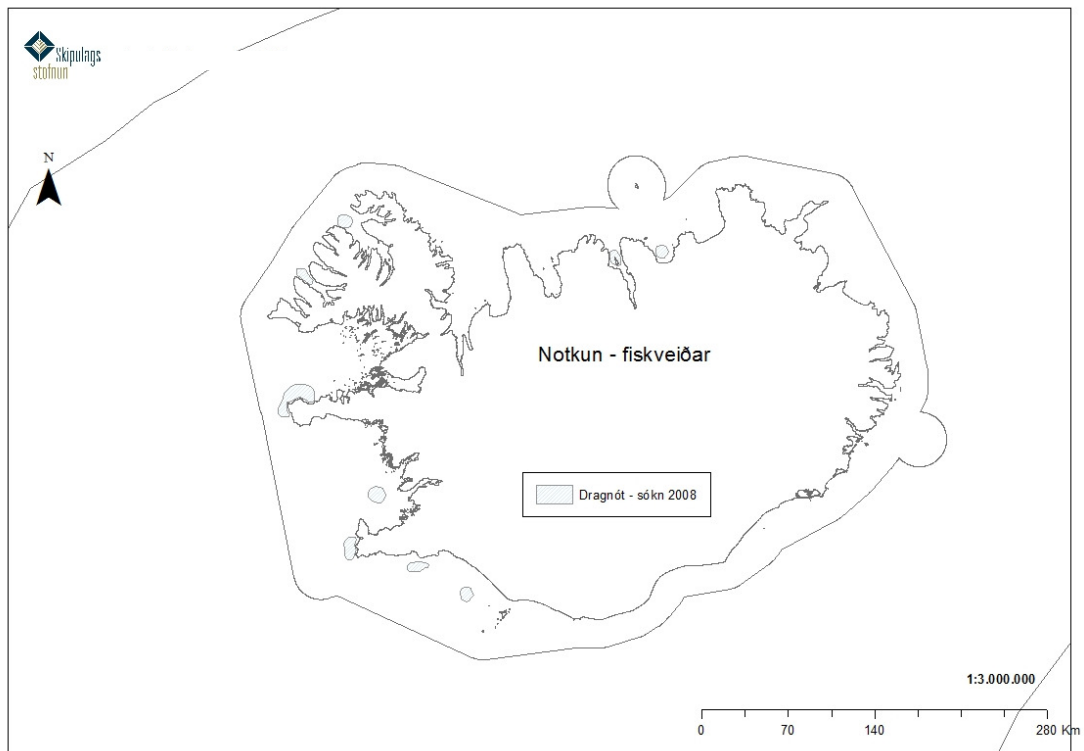 Skipulags
stofnun
N
Notkun - fiskveiðar
Dragnót - sókn 2008
1:3.000.000
0 70 140 280 Km